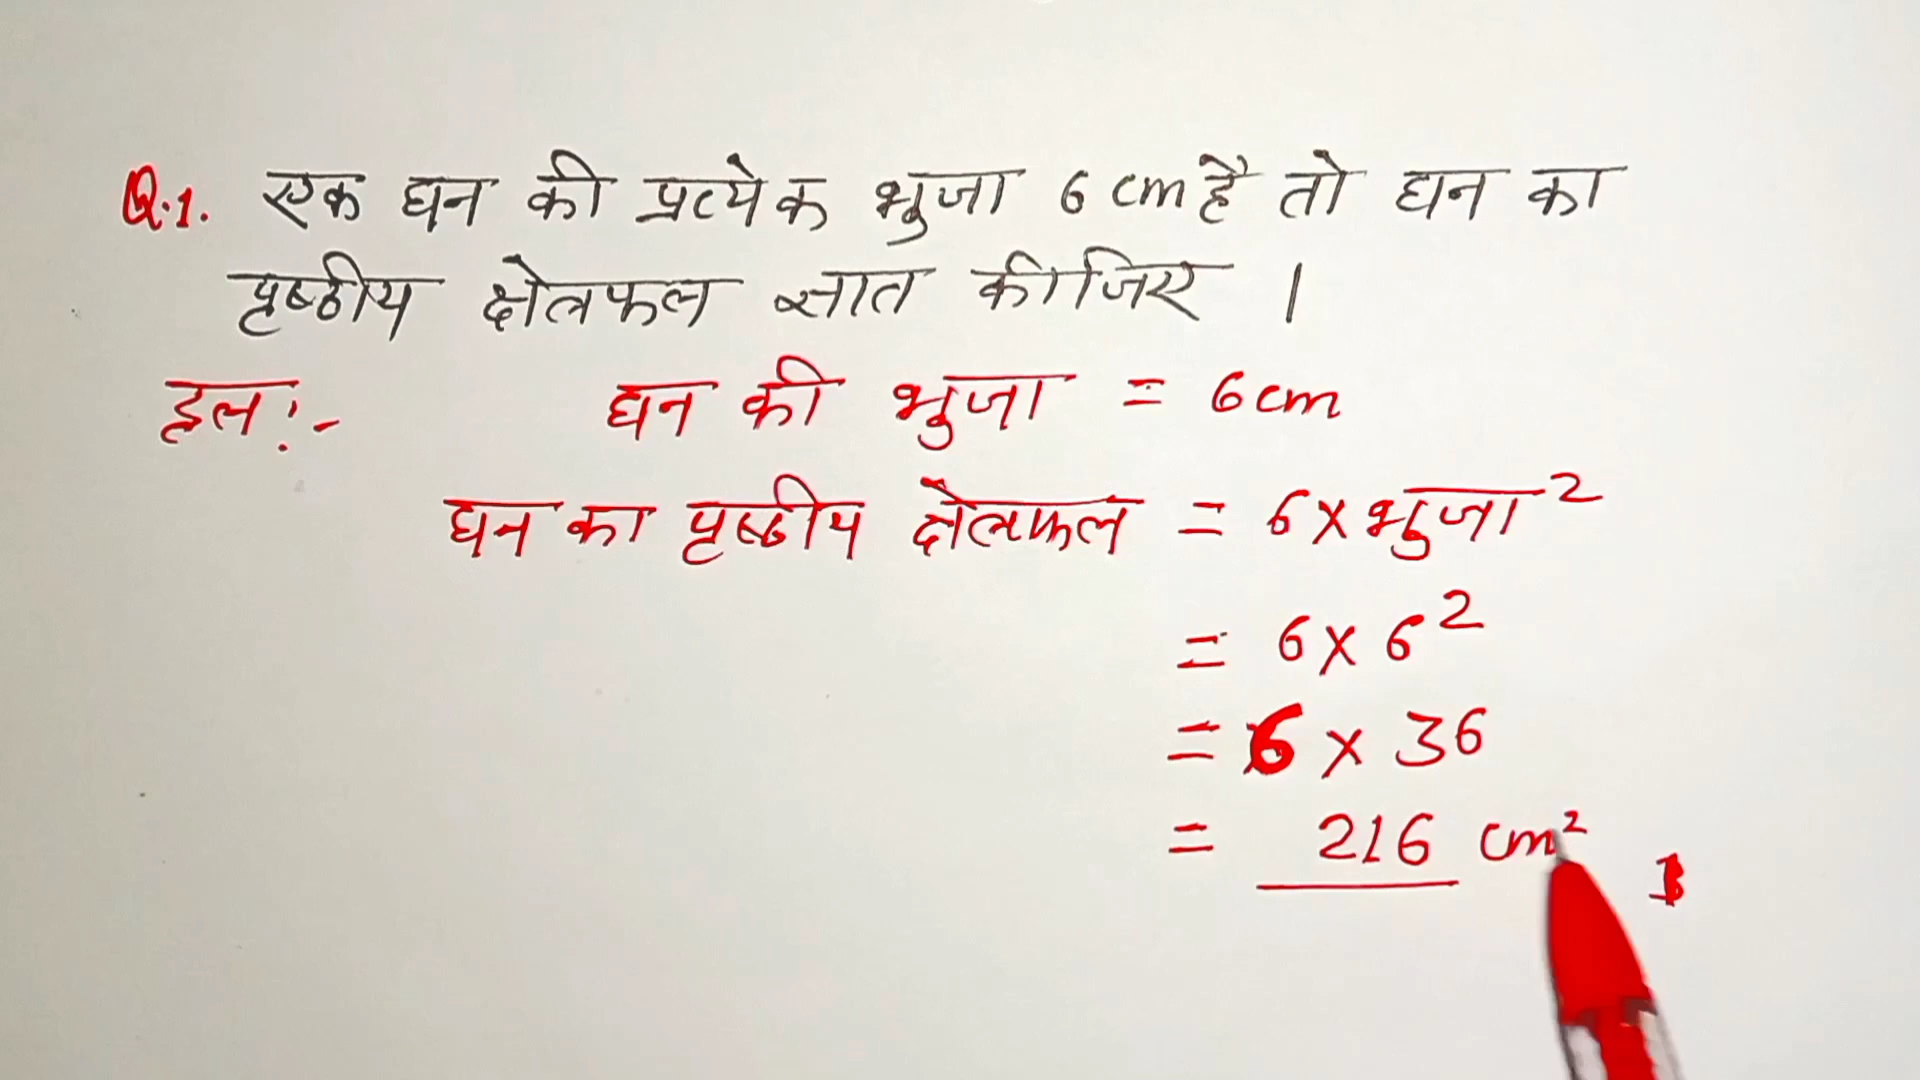 Q.1. एक घन की प्रत्येक भुजा 6 cm है तो घन का
पृष्ठीय क्षेत्रफल ज्ञात कीजिए ।
हल:- घन की भुजा = 6 cm
घन का पृष्ठीय क्षेत्रफल = 6 × भुजा²
= 6 × 6²
= 6 × 36
= 216 cm²